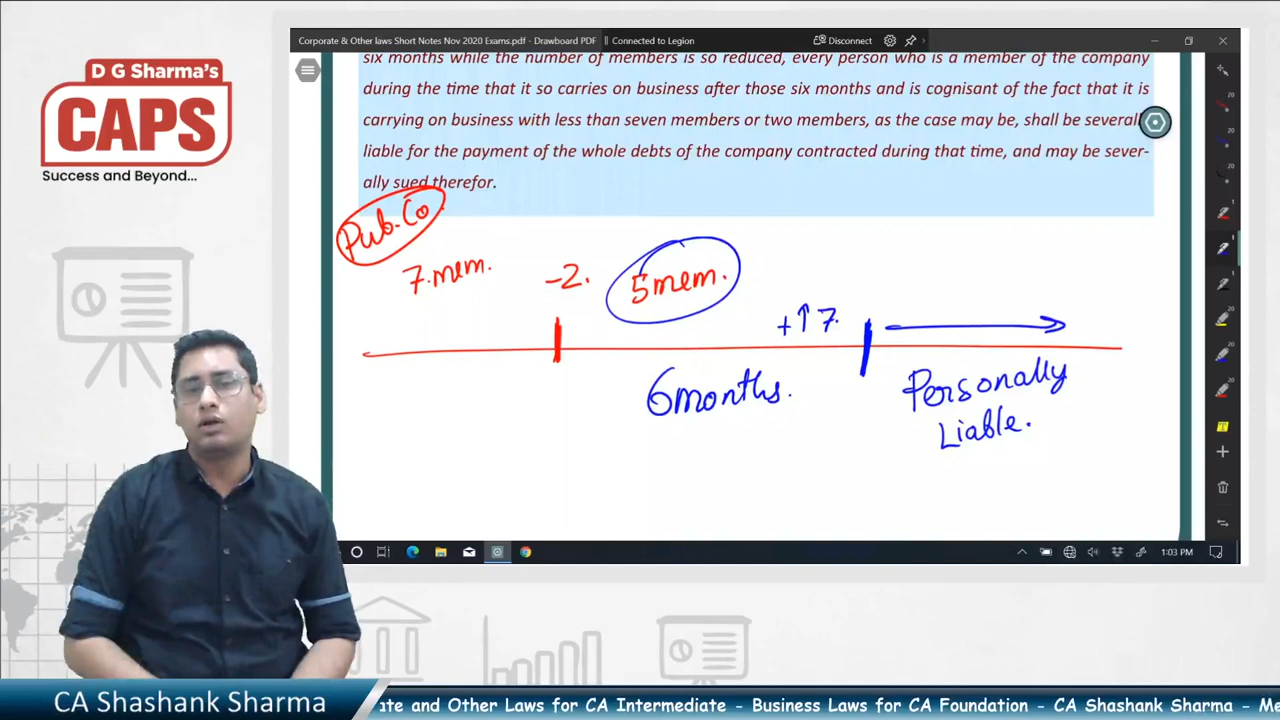 D G Sharma's
CAPS
Success and Beyond...
Corporate & Other laws Short Notes Nov 2020 Exams.pdf - Drawboard PDF
Connected to Legion
Disconnect
six months while the number of members is so reduced, every person who is a member of the company
during the time that it so carries on business after those six months and is cognisant of the fact that it is
carrying on business with less than seven members or two members, as the case may be, shall be severall
liable for the payment of the whole debts of the company contracted during that time, and may be sever-
ally sued therefor.
Pub.Co.
7.mem. -2. 5mem.
+↑7.
6months.
Personally
Liable.
1:03 PM
CA Shashank Sharma
ate and Other Laws for CA Intermediate - Business Laws for CA Foundation - CA Shashank Sharma - Me